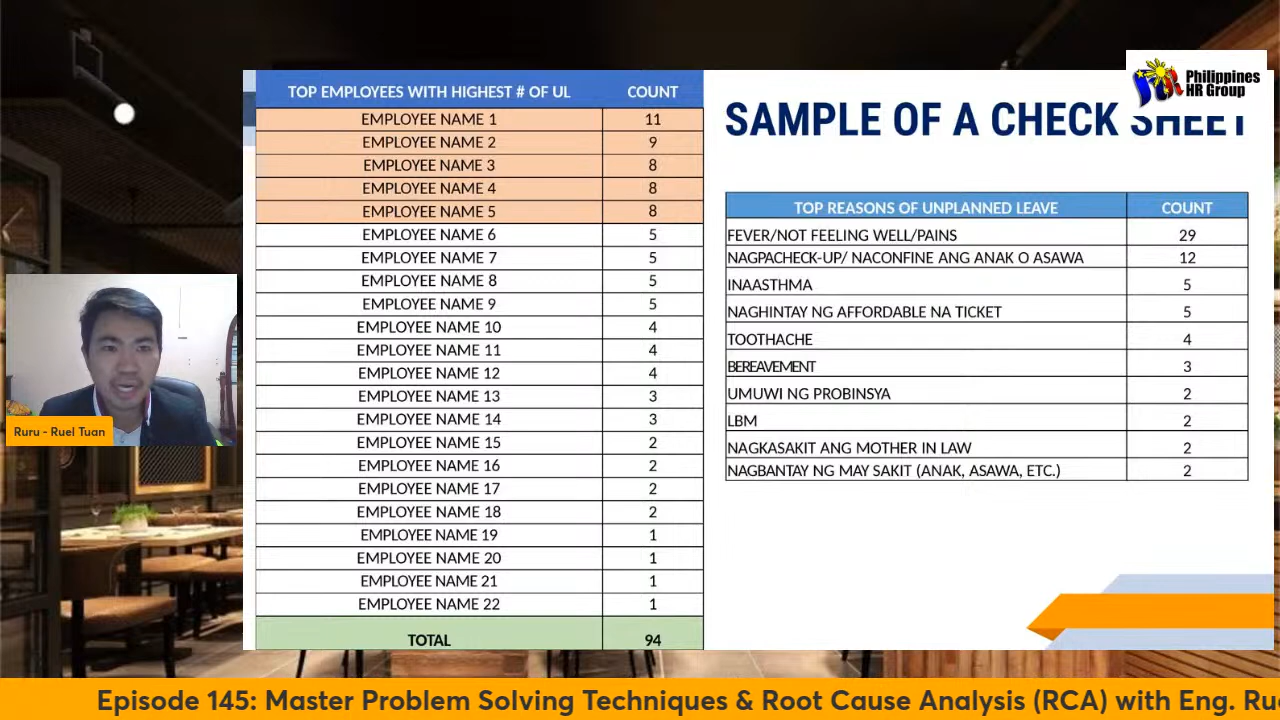 Philippines
HR Group
TOP EMPLOYEES WITH HIGHEST # OF UL COUNT
EMPLOYEE NAME 1 11
EMPLOYEE NAME 2 9
EMPLOYEE NAME 3 8
EMPLOYEE NAME 4 8
EMPLOYEE NAME 5 8
EMPLOYEE NAME 6 5
EMPLOYEE NAME 7 5
EMPLOYEE NAME 8 5
EMPLOYEE NAME 9 5
EMPLOYEE NAME 10 4
EMPLOYEE NAME 11 4
EMPLOYEE NAME 12 4
EMPLOYEE NAME 13 3
EMPLOYEE NAME 14 3
EMPLOYEE NAME 15 2
EMPLOYEE NAME 16 2
EMPLOYEE NAME 17 2
EMPLOYEE NAME 18 2
EMPLOYEE NAME 19 1
EMPLOYEE NAME 20 1
EMPLOYEE NAME 21 1
EMPLOYEE NAME 22 1
TOTAL 94
SAMPLE OF A CHECK SHEET
TOP REASONS OF UNPLANNED LEAVE COUNT
FEVER/NOT FEELING WELL/PAINS 29
NAGPACHECK-UP/ NACONFINE ANG ANAK O ASAWA 12
INAASTHMA 5
NAGHINTAY NG AFFORDABLE NA TICKET 5
TOOTHACHE 4
BEREAVEMENT 3
UMUWI NG PROBINSYA 2
LBM 2
NAGKASAKIT ANG MOTHER IN LAW 2
NAGBANTAY NG MAY SAKIT (ANAK, ASAWA, ETC.) 2
Ruru - Ruel Tuan
Episode 145: Master Problem Solving Techniques & Root Cause Analysis (RCA) with Eng. Ru